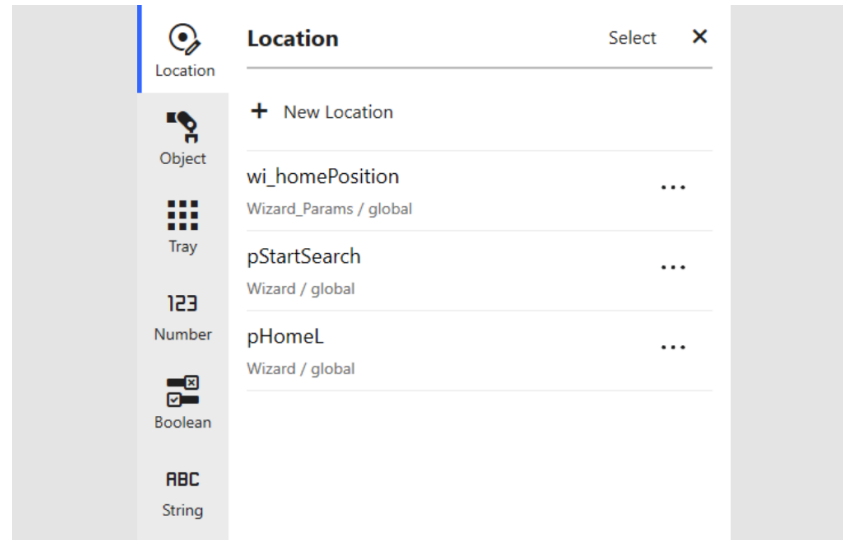 Location
Object
Tray
123
Number
Boolean
ABC
String
Location Select
New Location
wi_homePosition
Wizard_Params / global
pStartSearch
Wizard / global
pHomeL
Wizard / global